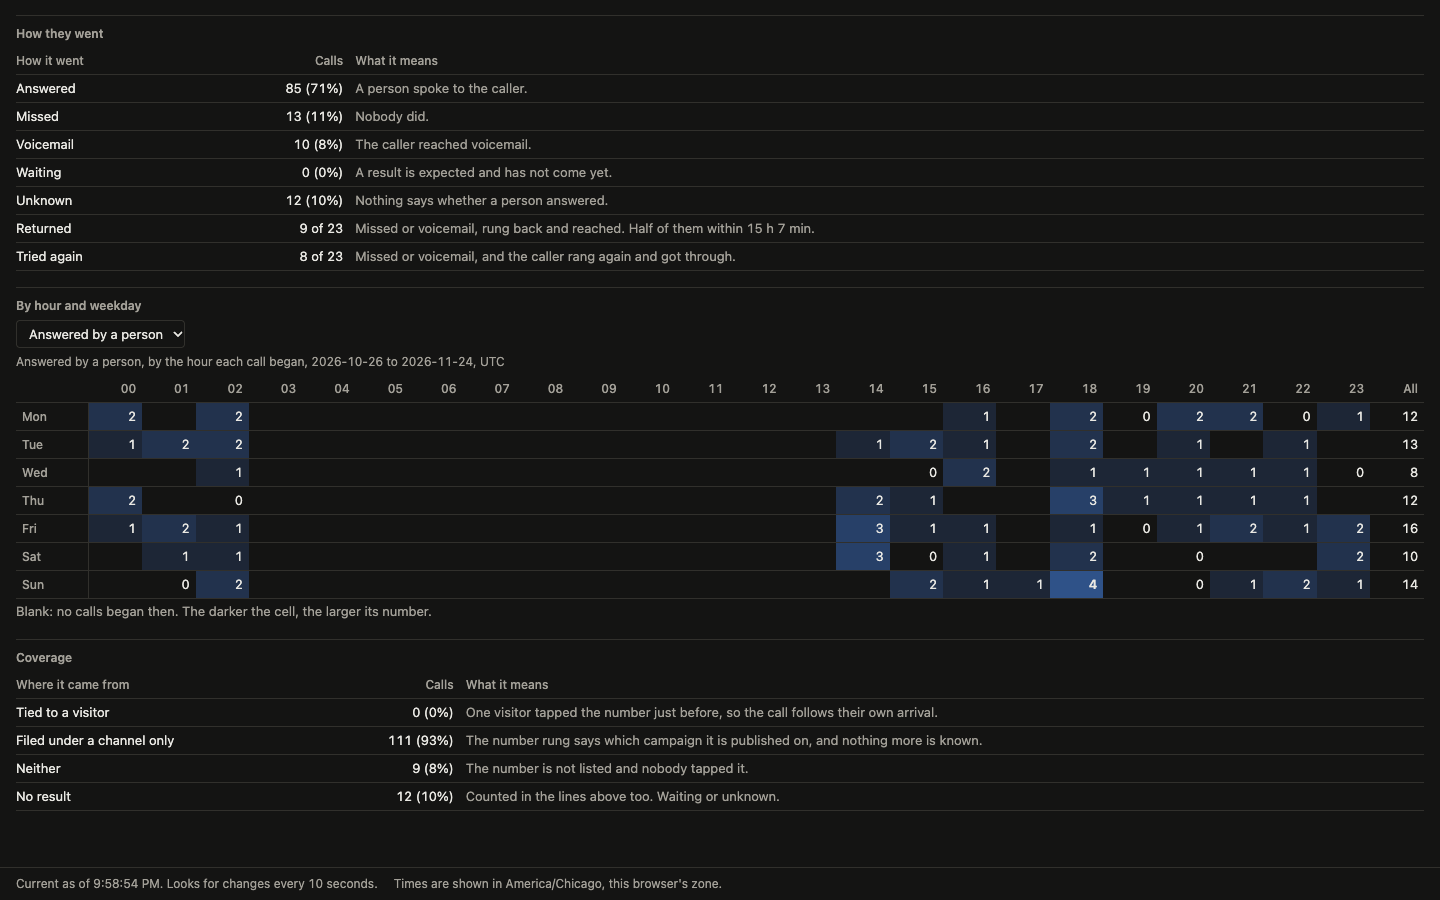 How they went
How it went Calls What it means
Answered 85 (71%) A person spoke to the caller.
Missed 13 (11%) Nobody did.
Voicemail 10 (8%) The caller reached voicemail.
Waiting 0 (0%) A result is expected and has not come yet.
Unknown 12 (10%) Nothing says whether a person answered.
Returned 9 of 23 Missed or voicemail, rung back and reached. Half of them within 15 h 7 min.
Tried again 8 of 23 Missed or voicemail, and the caller rang again and got through.
By hour and weekday
Answered by a person
Answered by a person, by the hour each call began, 2026-10-26 to 2026-11-24, UTC
00 01 02 03 04 05 06 07 08 09 10 11 12 13 14 15 16 17 18 19 20 21 22 23 All
Mon 2 2 1 2 0 2 2 0 1 12
Tue 1 2 2 1 2 1 2 1 1 13
Wed 1 0 2 1 1 1 1 1 0 8
Thu 2 0 2 1 3 1 1 1 1 12
Fri 1 2 1 3 1 1 1 0 1 2 1 2 16
Sat 1 1 3 0 1 2 0 2 10
Sun 0 2 2 1 1 4 0 1 2 1 14
Blank: no calls began then. The darker the cell, the larger its number.
Coverage
Where it came from Calls What it means
Tied to a visitor 0 (0%) One visitor tapped the number just before, so the call follows their own arrival.
Filed under a channel only 111 (93%) The number rung says which campaign it is published on, and nothing more is known.
Neither 9 (8%) The number is not listed and nobody tapped it.
No result 12 (10%) Counted in the lines above too. Waiting or unknown.
Current as of 9:58:54 PM. Looks for changes every 10 seconds. Times are shown in America/Chicago, this browser's zone.